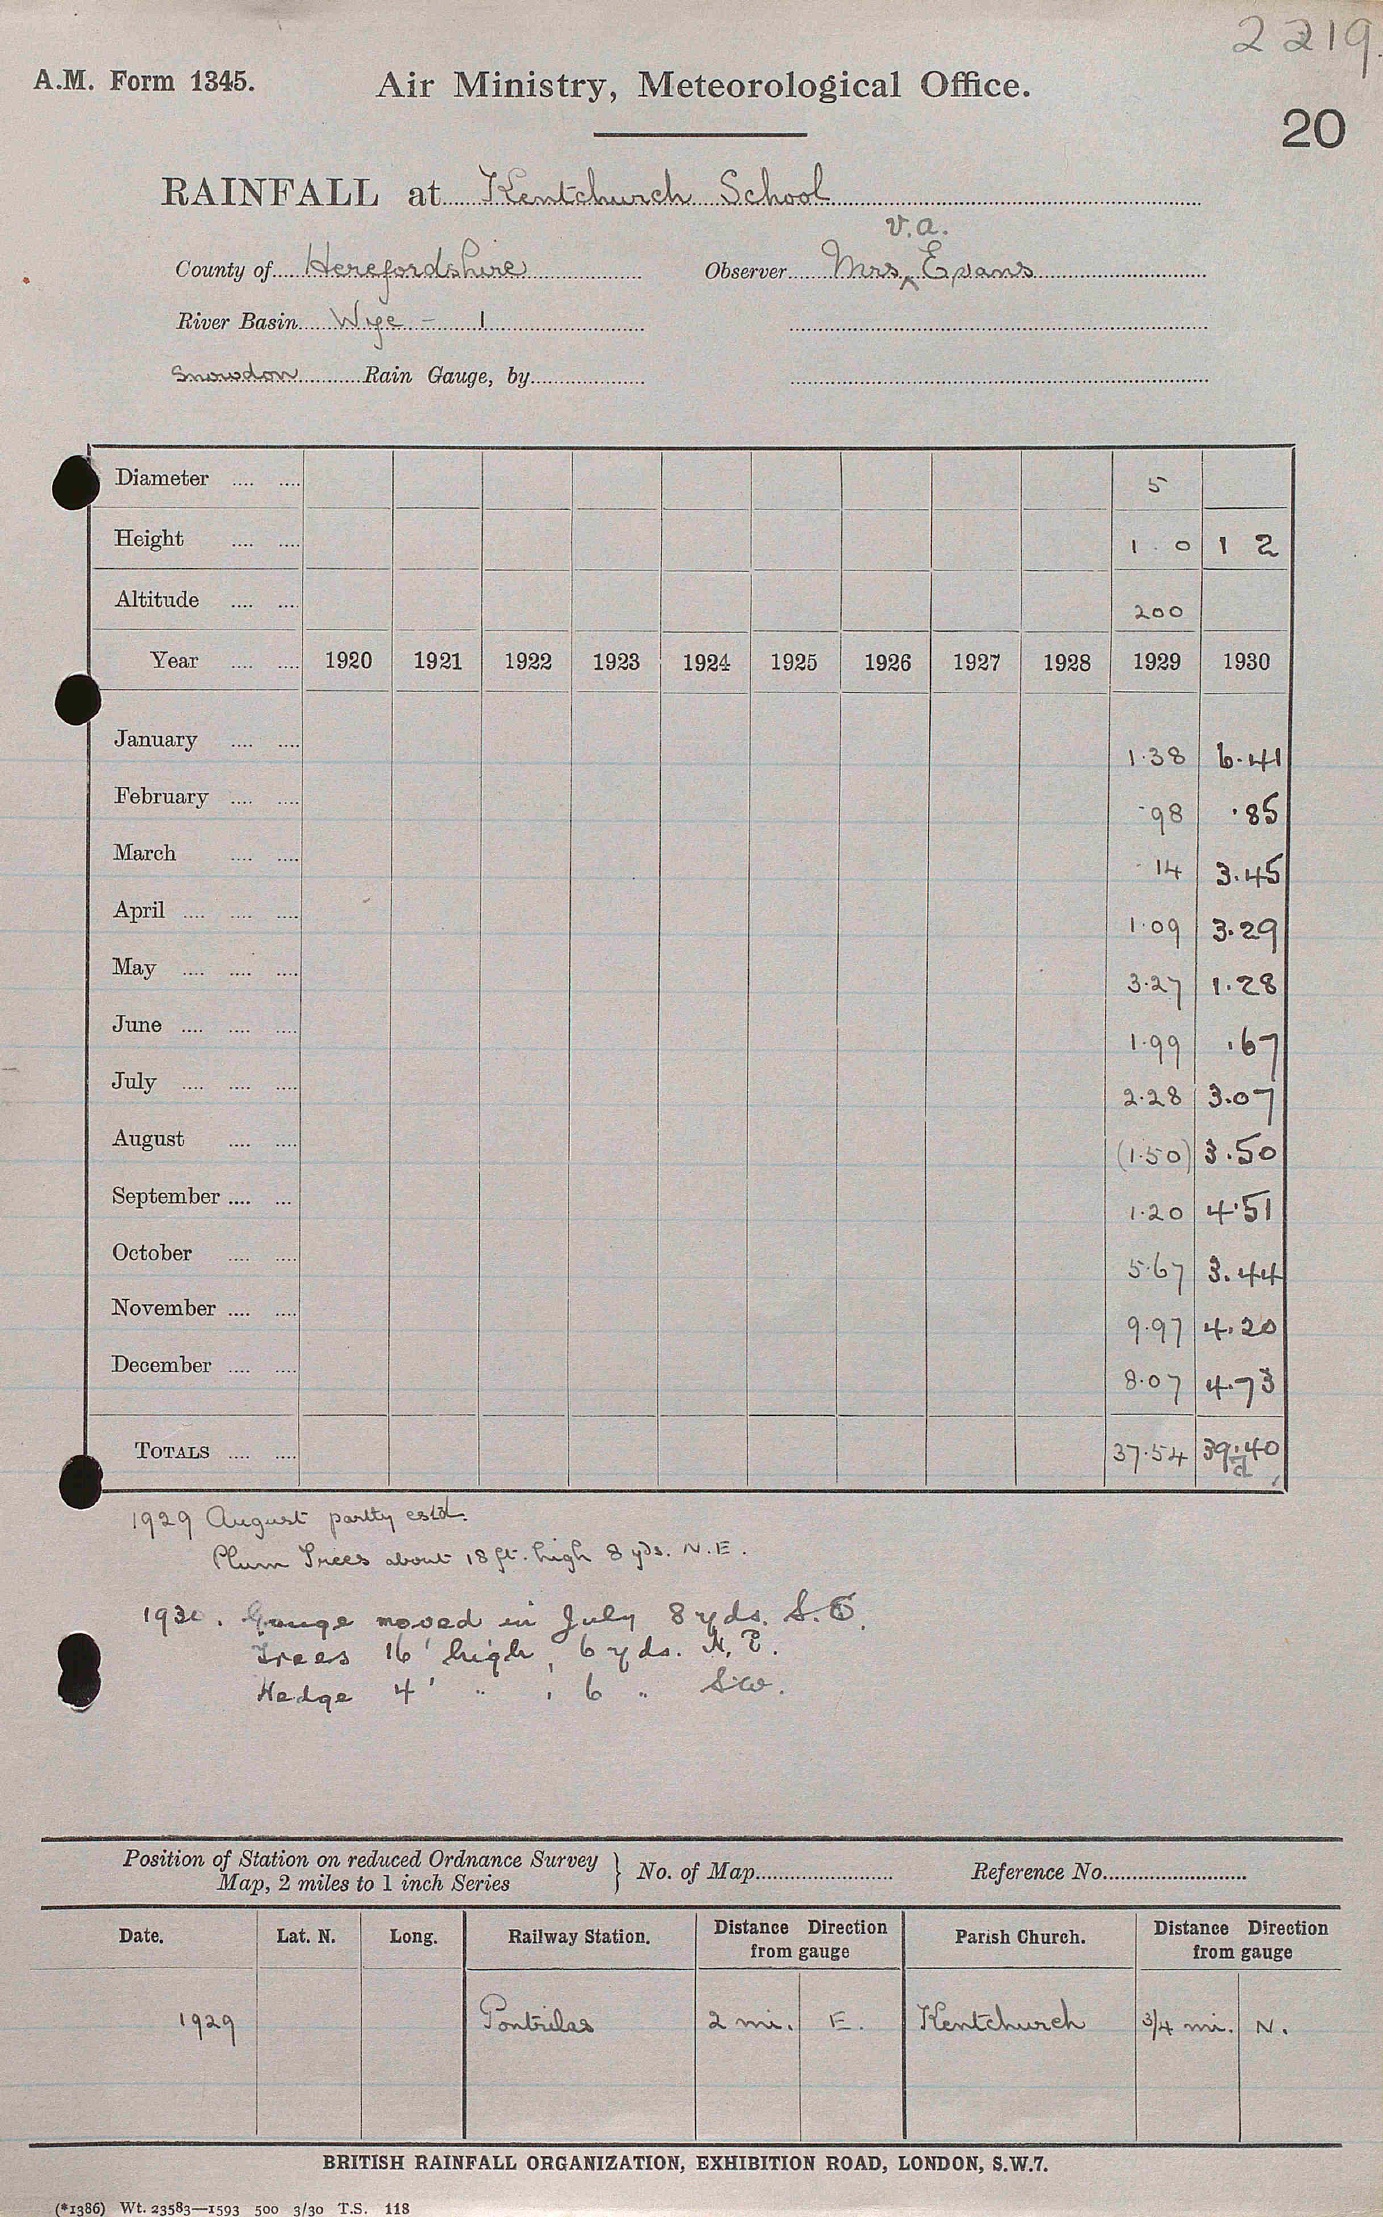 2219.
A.M. Form 1345. Air Ministry, Meteorological Office.
20
RAINFALL at Kentchurch School
V.A.
County of Herefordshire Observer Mrs ^ Evans
River Basin Wye - 1
Snowdon Rain Gauge, by
Diameter 5
Height 1 . 0 1 2
Altitude 200
Year 1920 1921 1922 1923 1924 1925 1926 1927 1928 1929 1930
January 1.38 6.41
February .98 .85
March .14 3.45
April 1.09 3.29
May 3.27 1.28
June 1.99 .67
July 2.28 3.07
August (1.50) 3.50
September 1.20 4.51
October 5.67 3.44
November 9.97 4.20
December 8.07 4.73
TOTALS 37.54 39.40
1929 August partly estd.
Plum Trees about 18 ft. high 8 yds. N.E.
1930. Gauge moved in July 8 yds. S.E.
Trees 16' high, 6 yds. N.E.
Hedge 4' " , 6 " SW.
Position of Station on reduced Ordnance Survey } No. of Map Reference No.
Map, 2 miles to 1 inch Series
Date. Lat. N. Long. Railway Station. Distance Direction from gauge Parish Church. Distance Direction from gauge
1929 Pontrilas 2 mi. E. Kentchurch 3/4 mi. N.
BRITISH RAINFALL ORGANIZATION, EXHIBITION ROAD, LONDON, S.W.7.
(*1386) Wt. 23583—1593 500 3/30 T.S. 118